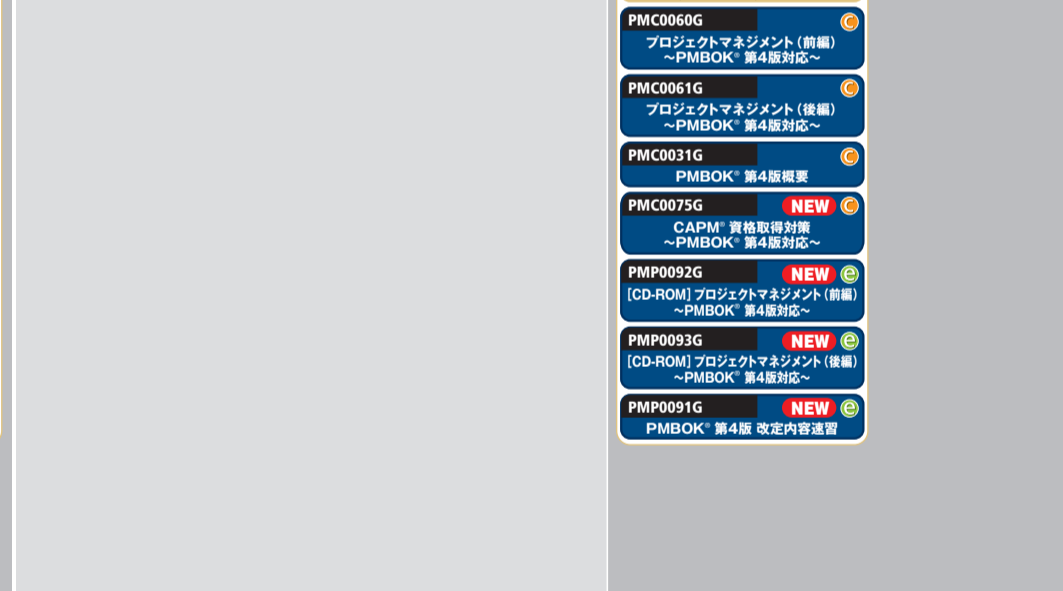 PMC0060G C
プロジェクトマネジメント（前編）
～PMBOK® 第4版対応～
PMC0061G C
プロジェクトマネジメント（後編）
～PMBOK® 第4版対応～
PMC0031G C
PMBOK® 第4版概要
PMC0075G NEW C
CAPM® 資格取得対策
～PMBOK® 第4版対応～
PMP0092G NEW e
［CD-ROM］プロジェクトマネジメント（前編）
～PMBOK® 第4版対応～
PMP0093G NEW e
［CD-ROM］プロジェクトマネジメント（後編）
～PMBOK® 第4版対応～
PMP0091G NEW e
PMBOK® 第4版 改定内容速習